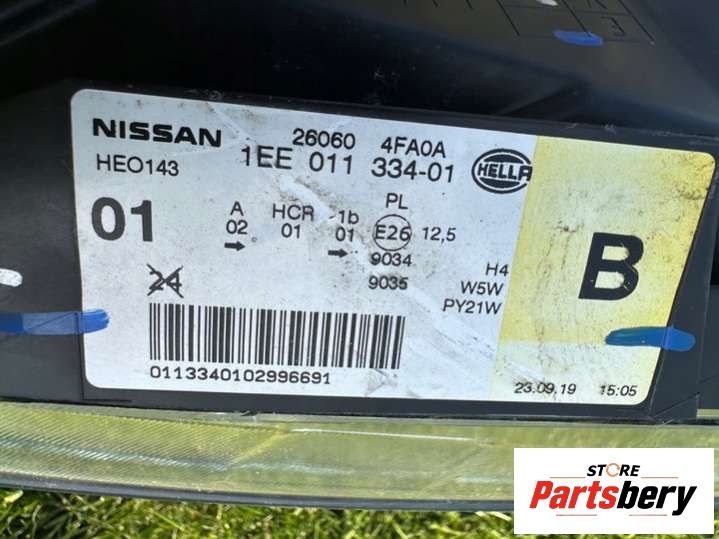 NISSAN 26060 4FA0A
HEO143 1EE 011 334-01 HELLA
01 A 02 HCR 01 1b 01 PL E26 12,5
9034 H4
24 9035 W5W
PY21W
B
0113340102996691
23.09.19 15:05
STORE
Partsbery